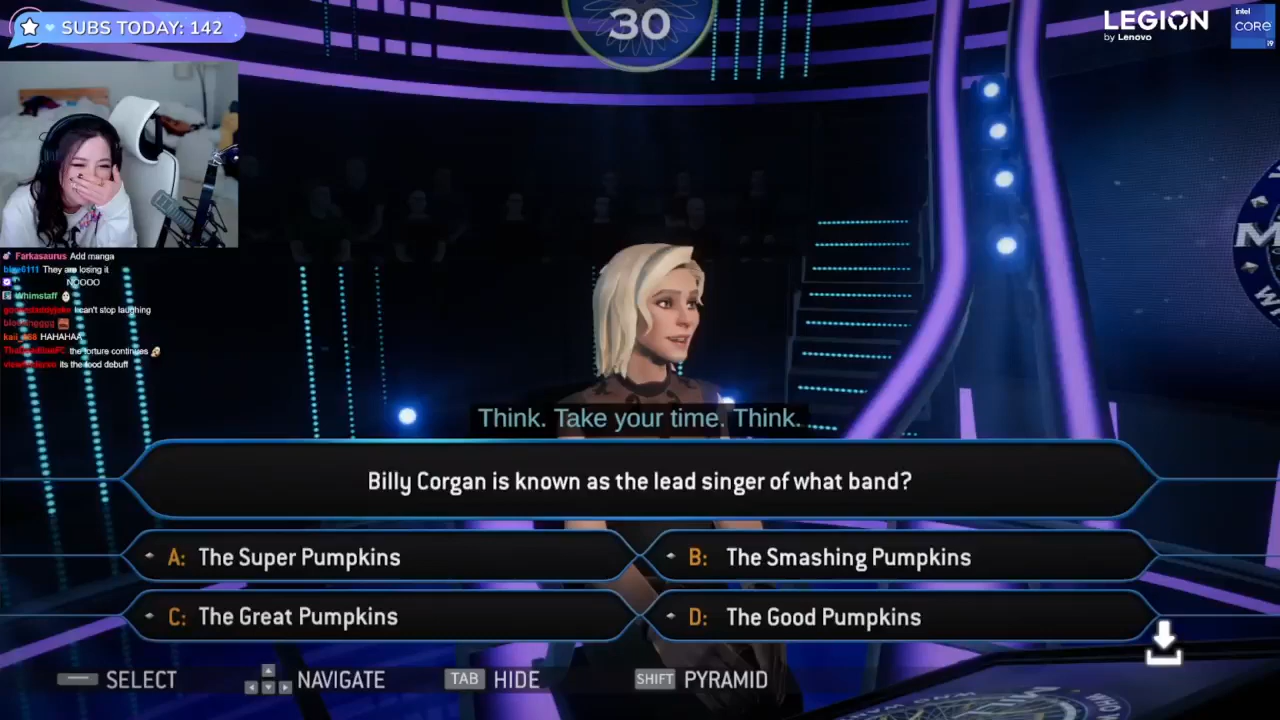 SUBS TODAY: 142
30
LEGION
by Lenovo
intel
CORE
i9
Farkasaurus Add manga
They are losing it
NOOOO
Whimstaff
I can't stop laughing
HAHAHAA
the torture continues
its the food debuff
Think. Take your time. Think.
Billy Corgan is known as the lead singer of what band?
A: The Super Pumpkins
B: The Smashing Pumpkins
C: The Great Pumpkins
D: The Good Pumpkins
SELECT
NAVIGATE
TAB HIDE
SHIFT PYRAMID